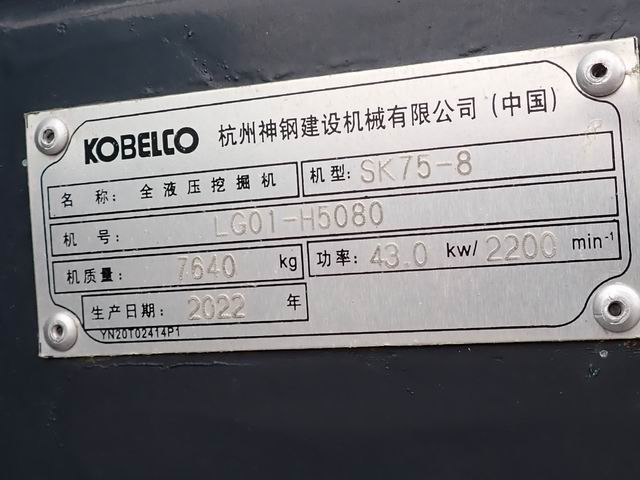 KOBELCO 杭州神钢建设机械有限公司（中国）
名 称： 全液压挖掘机 机型： SK75-8
机 号： LG01-H5080
机质量： 7640 kg 功率： 43.0 kw/ 2200 min-1
生产日期： 2022 年
YN20T02414P1